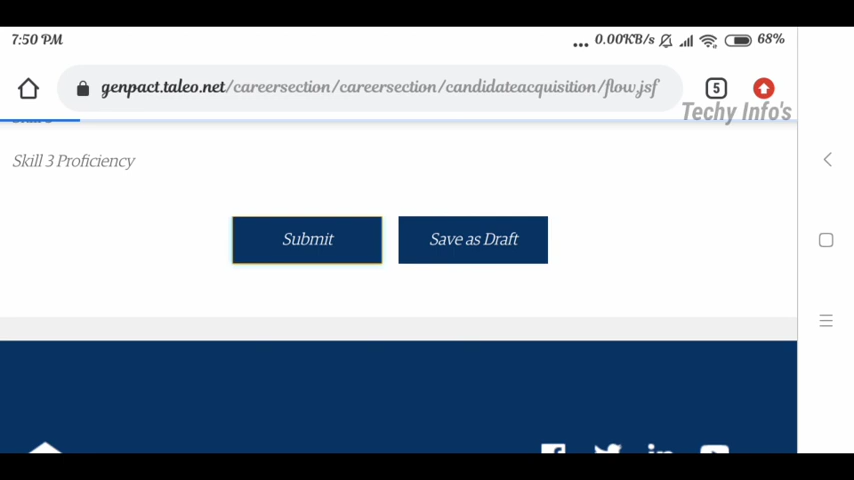 7:50 PM
... 0.00KB/s 68%
genpact.taleo.net/careersection/careersection/candidateacquisition/flow.jsf
5
Techy Info's
Skill 3 Proficiency
Submit
Save as Draft